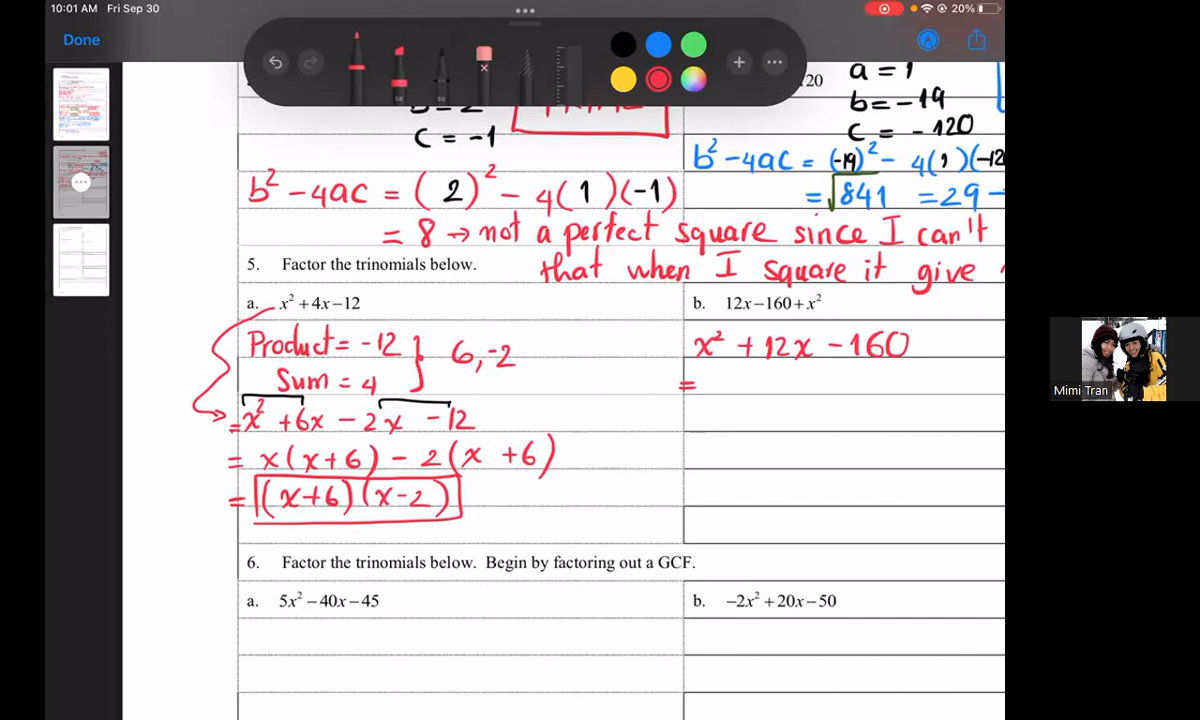 10:01 AM Fri Sep 30
20%
Done
20
a = 1
b = -19
c = -120
c = -1
b² - 4ac = (-19)² - 4(1)(-12
= √841 = 29
b² - 4ac = (2)² - 4(1)(-1)
= 8 → not a perfect square since I can't
that when I square it give
5. Factor the trinomials below.
a. x² + 4x − 12
Product = -12 } 6, -2
Sum = 4
= x² + 6x - 2x - 12
= x(x+6) - 2(x+6)
= (x+6)(x-2)
b. 12x − 160 + x²
x² + 12x - 160
=
6. Factor the trinomials below. Begin by factoring out a GCF.
a. 5x² − 40x − 45
b. −2x² + 20x − 50
Mimi Tran